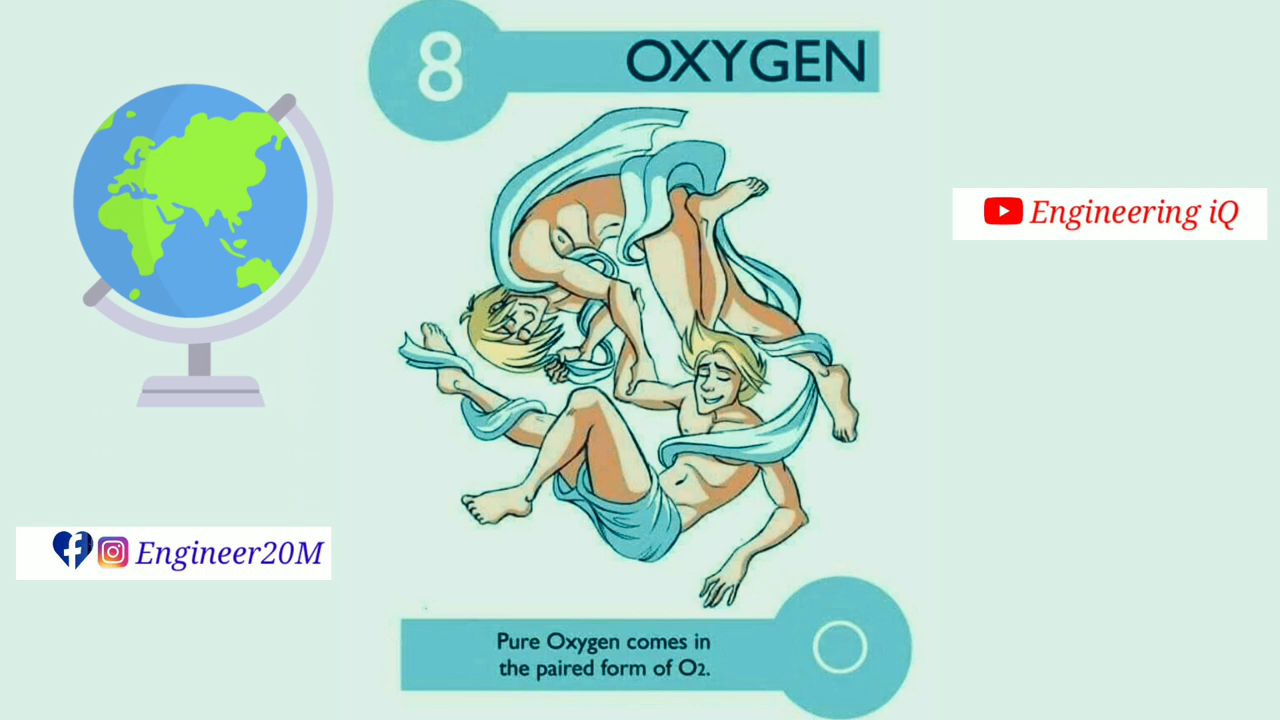 8
OXYGEN
Engineering iQ
Engineer20M
Pure Oxygen comes in
the paired form of O₂.
O